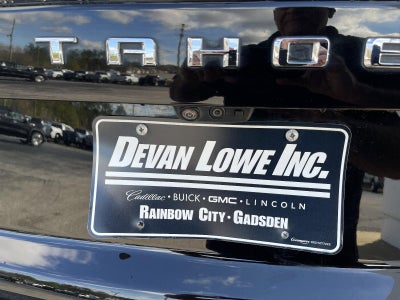 TAHOE
DEVAN LOWE INC.
Cadillac · BUICK · GMC · LINCOLN
RAINBOW CITY · GADSDEN